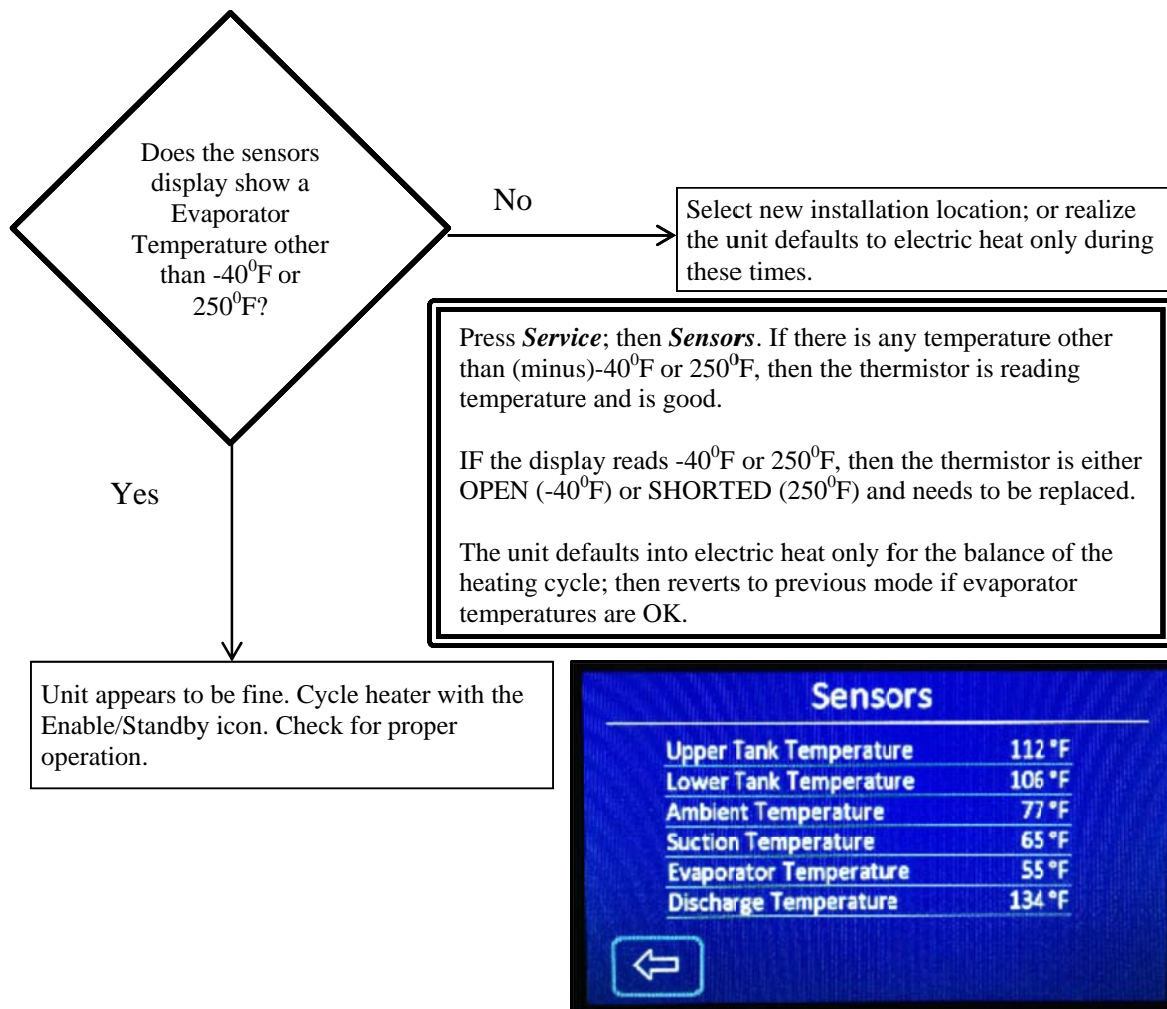 Does the sensors
display show a
Evaporator
Temperature other
than -40⁰F or
250⁰F?
No
Select new installation location; or realize
the unit defaults to electric heat only during
these times.
Press Service; then Sensors. If there is any temperature other
than (minus)-40⁰F or 250⁰F, then the thermistor is reading
temperature and is good.
IF the display reads -40⁰F or 250⁰F, then the thermistor is either
OPEN (-40⁰F) or SHORTED (250⁰F) and needs to be replaced.
The unit defaults into electric heat only for the balance of the
heating cycle; then reverts to previous mode if evaporator
temperatures are OK.
Yes
Unit appears to be fine. Cycle heater with the
Enable/Standby icon. Check for proper
operation.
Sensors
Upper Tank Temperature 112 °F
Lower Tank Temperature 106 °F
Ambient Temperature 77 °F
Suction Temperature 65 °F
Evaporator Temperature 55 °F
Discharge Temperature 134 °F